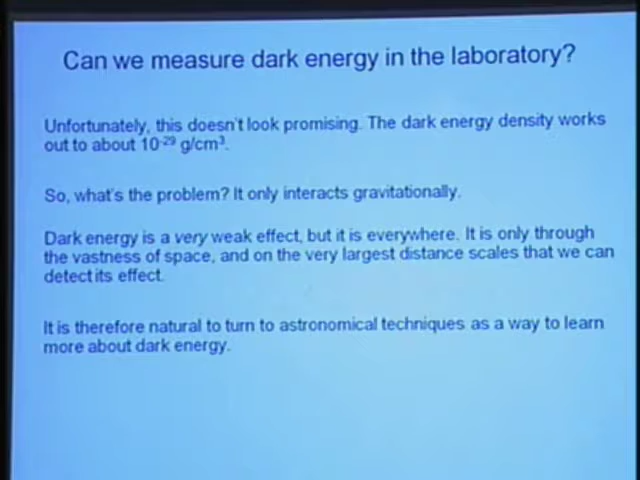 Can we measure dark energy in the laboratory?
Unfortunately, this doesn't look promising. The dark energy density works
out to about 10⁻²⁹ g/cm³.
So, what's the problem? It only interacts gravitationally.
Dark energy is a very weak effect, but it is everywhere. It is only through
the vastness of space, and on the very largest distance scales that we can
detect its effect.
It is therefore natural to turn to astronomical techniques as a way to learn
more about dark energy.